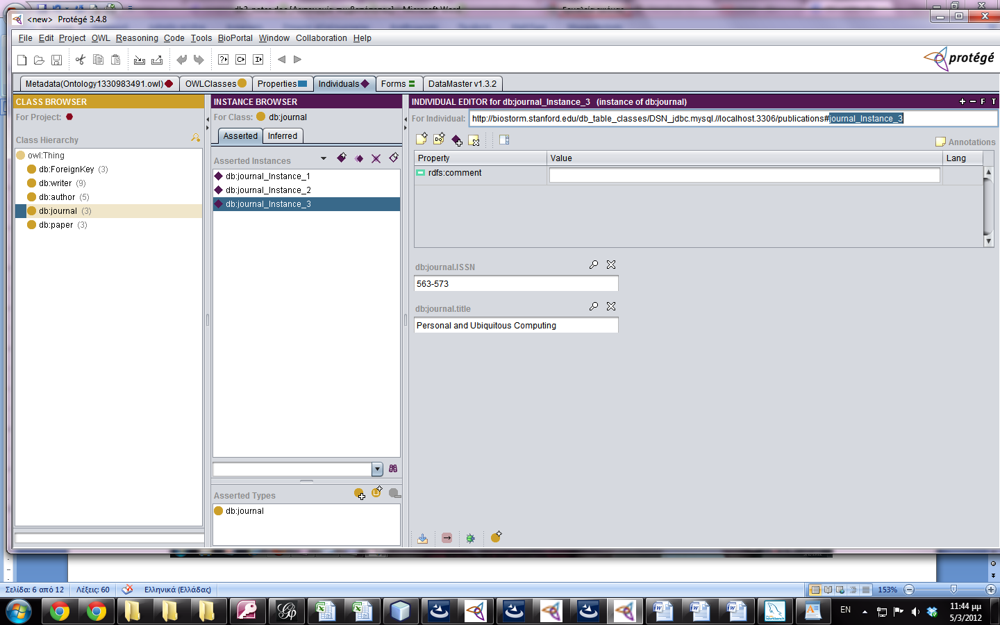 <new> Protégé 3.4.8
File Edit Project OWL Reasoning Code Tools BioPortal Window Collaboration Help
protégé
Metadata(Ontology1330983491.owl) OWLClasses Properties Individuals Forms DataMaster v1.3.2
CLASS BROWSER
For Project:
Class Hierarchy
owl:Thing
db:ForeignKey (3)
db:writer (9)
db:author (5)
db:journal (3)
db:paper (3)
INSTANCE BROWSER
For Class: db:journal
Asserted Inferred
Asserted Instances
db:journal_Instance_1
db:journal_Instance_2
db:journal_Instance_3
Asserted Types
db:journal
INDIVIDUAL EDITOR for db:journal_Instance_3 (instance of db:journal)
+ − F T
For Individual: http://biostorm.stanford.edu/db_table_classes/DSN_jdbc.mysql.//localhost.3306/publications#journal_Instance_3
Annotations
Property Value Lang
rdfs:comment
db:journal.ISSN
563-573
db:journal.title
Personal and Ubiquitous Computing
Σελίδα: 6 από 12 Λέξεις: 60 Ελληνικά (Ελλάδας) 153%
EN 11:44 μμ
5/3/2012